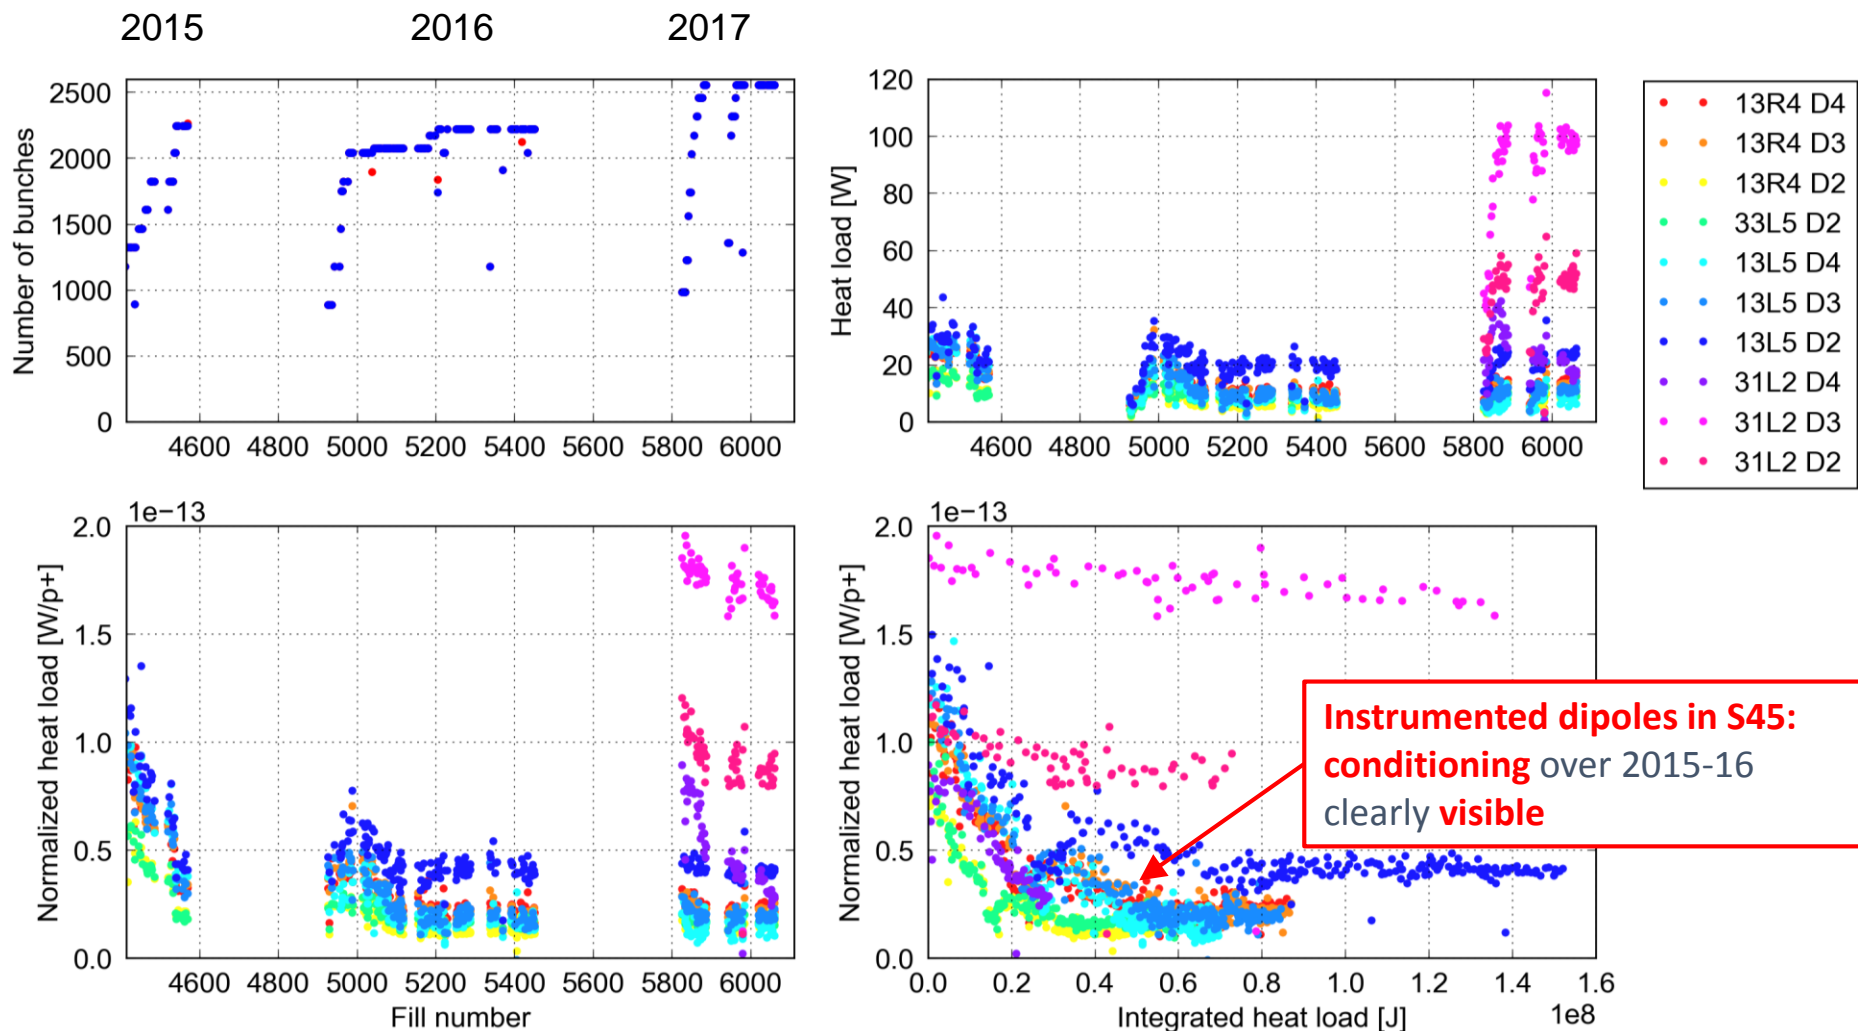 2015 2016 2017
Number of bunches
2500
2000
1500
1000
500
0
4600 4800 5000 5200 5400 5600 5800 6000
Heat load [W]
120
100
80
60
40
20
0
4600 4800 5000 5200 5400 5600 5800 6000
13R4 D4
13R4 D3
13R4 D2
33L5 D2
13L5 D4
13L5 D3
13L5 D2
31L2 D4
31L2 D3
31L2 D2
1e−13
Normalized heat load [W/p+]
2.0
1.5
1.0
0.5
0.0
4600 4800 5000 5200 5400 5600 5800 6000
Fill number
1e−13
Normalized heat load [W/p+]
2.0
1.5
1.0
0.5
0.0
0.0 0.2 0.4 0.6 0.8 1.0 1.2 1.4 1.6
Integrated heat load [J]
1e8
Instrumented dipoles in S45:
conditioning over 2015-16
clearly visible